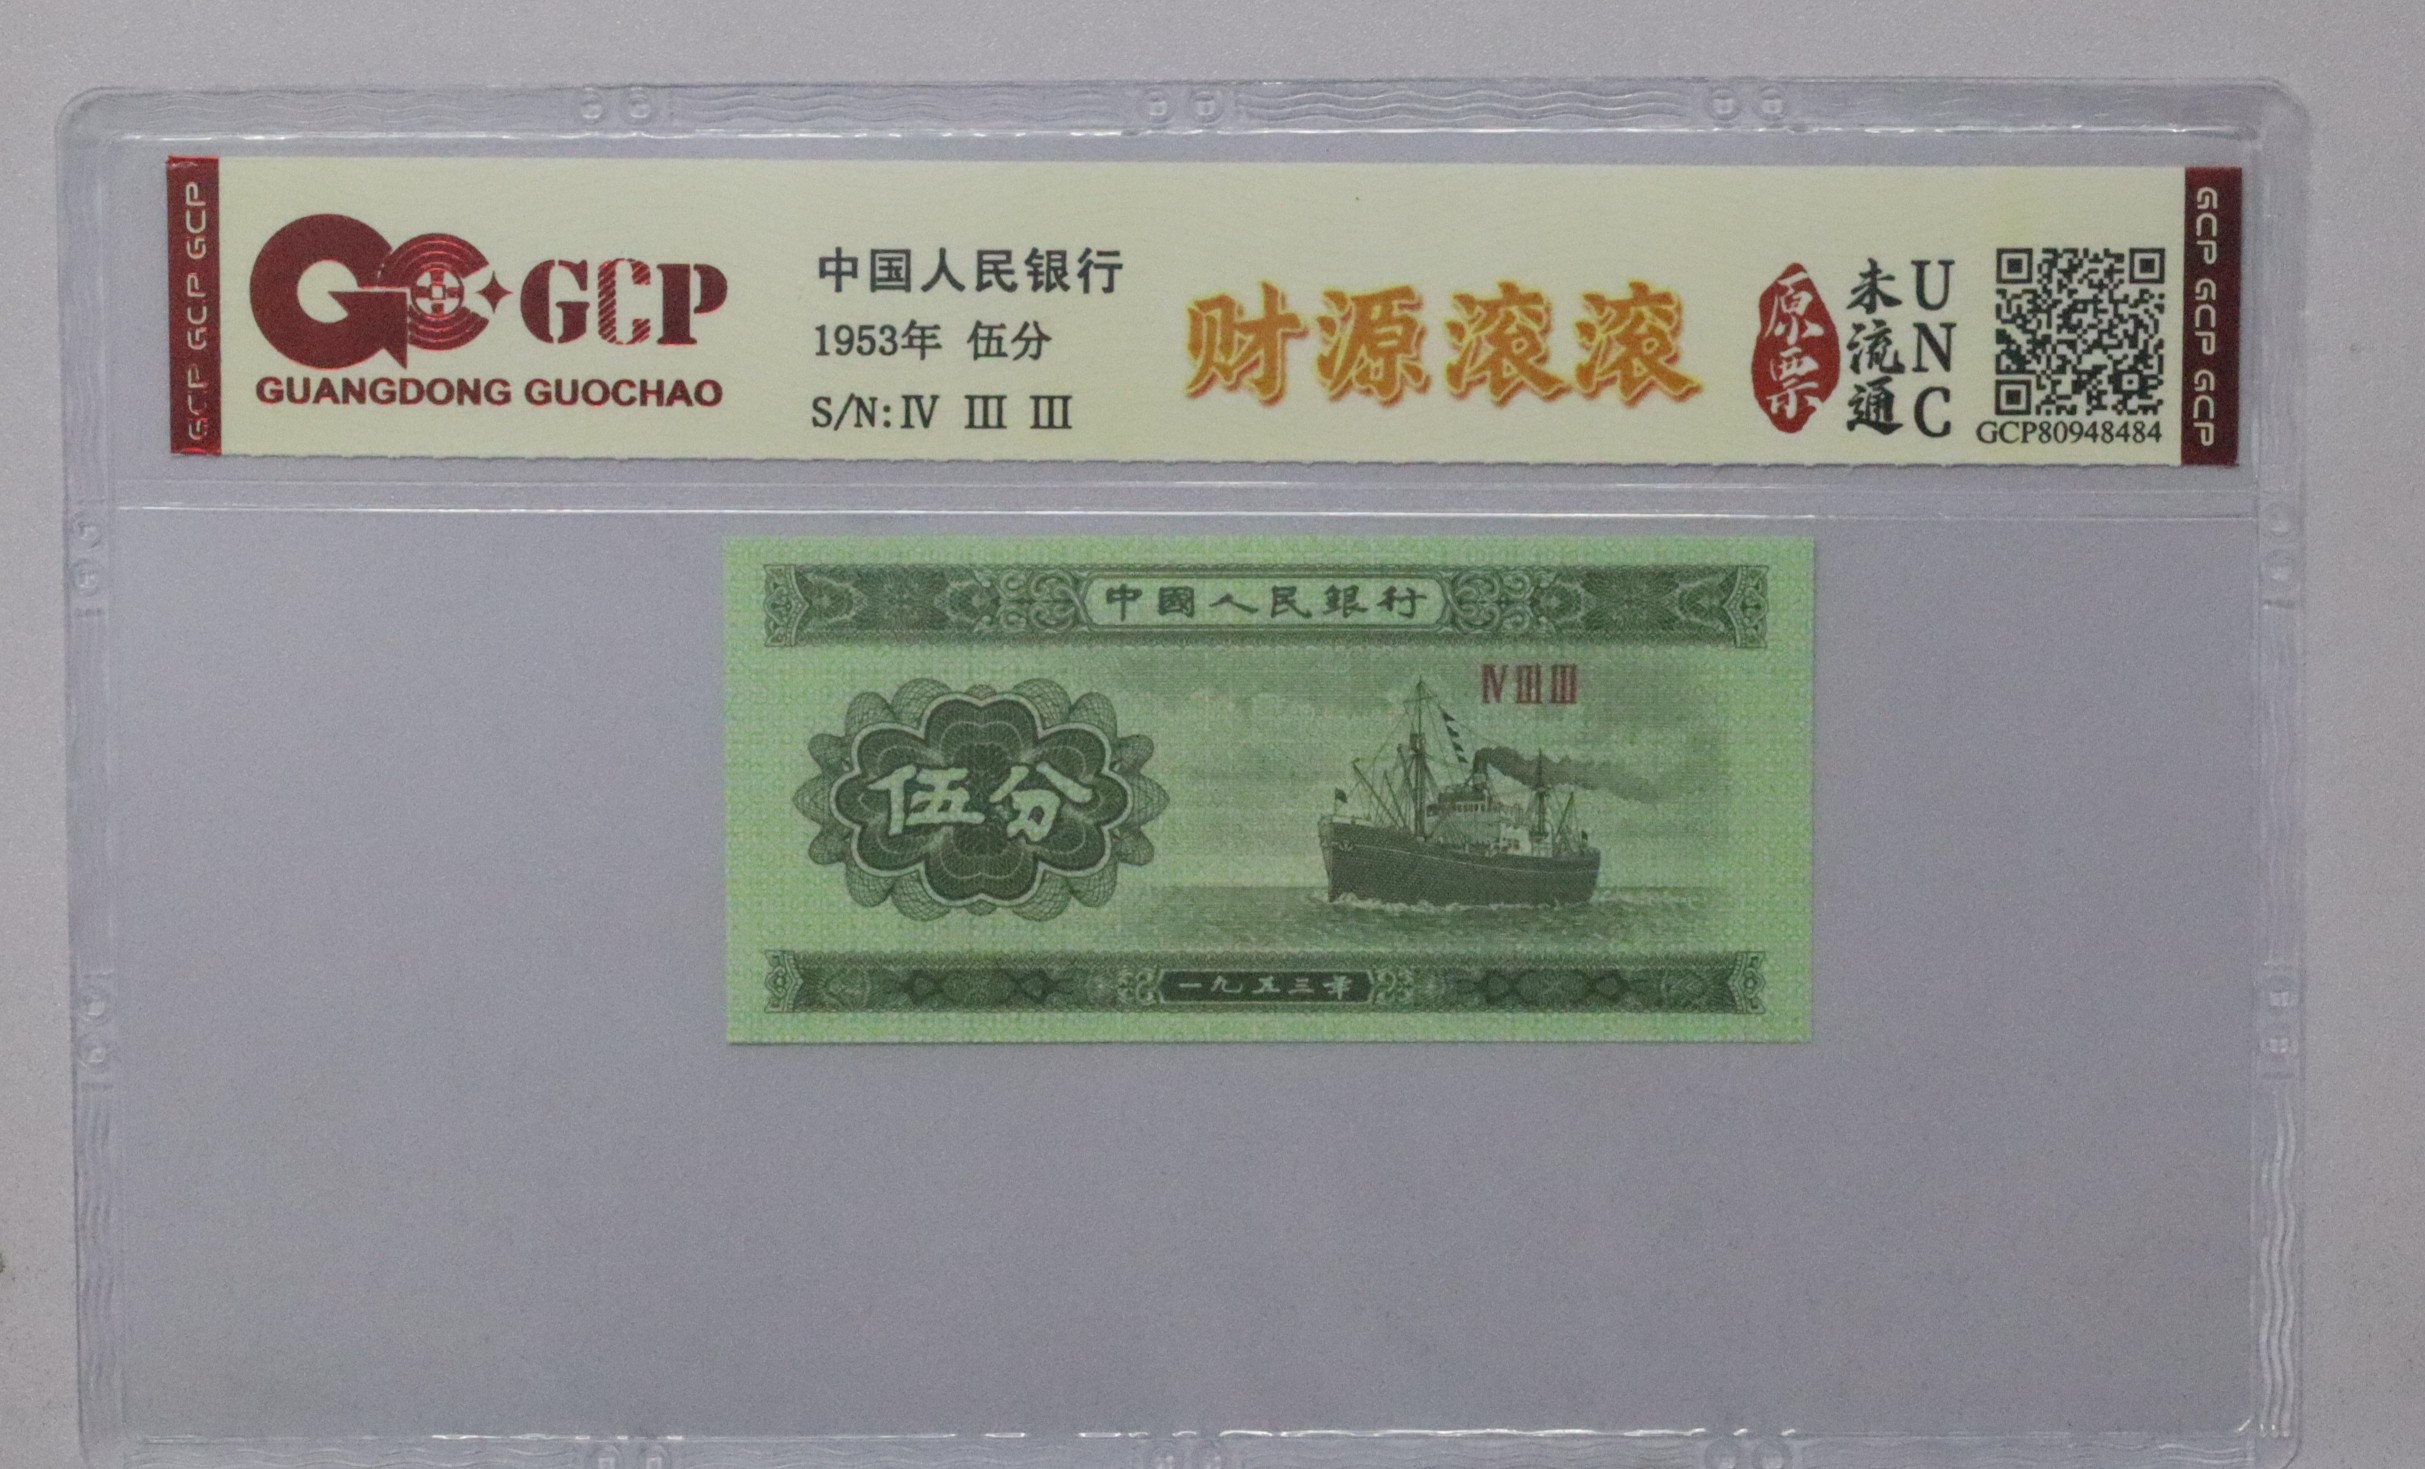 GCP GCP GCP
GCP
GUANGDONG GUOCHAO
中国人民银行
1953年 伍分
S/N:Ⅳ Ⅲ Ⅲ
财源滚滚
原票
未流通
UNC
GCP80948484
GCP GCP GCP
中國人民銀行
Ⅳ Ⅲ Ⅲ
伍分
一九五三年